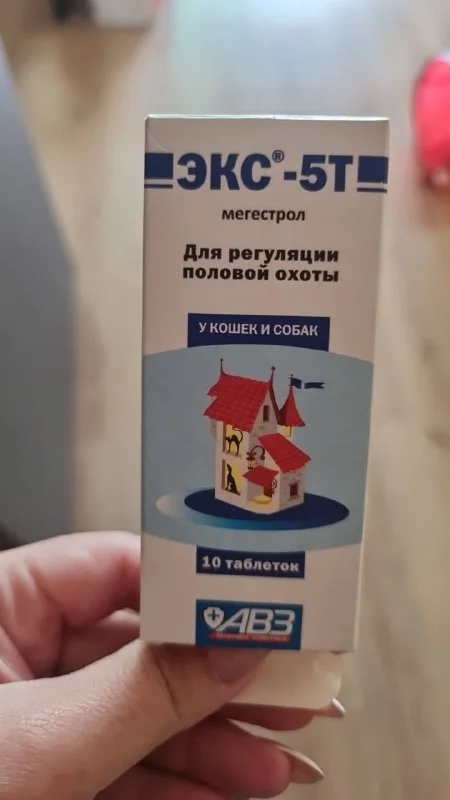 ЭКС®-5Т
мегестрол
Для регуляции
половой охоты
У КОШЕК И СОБАК
10 таблеток
АВЗ